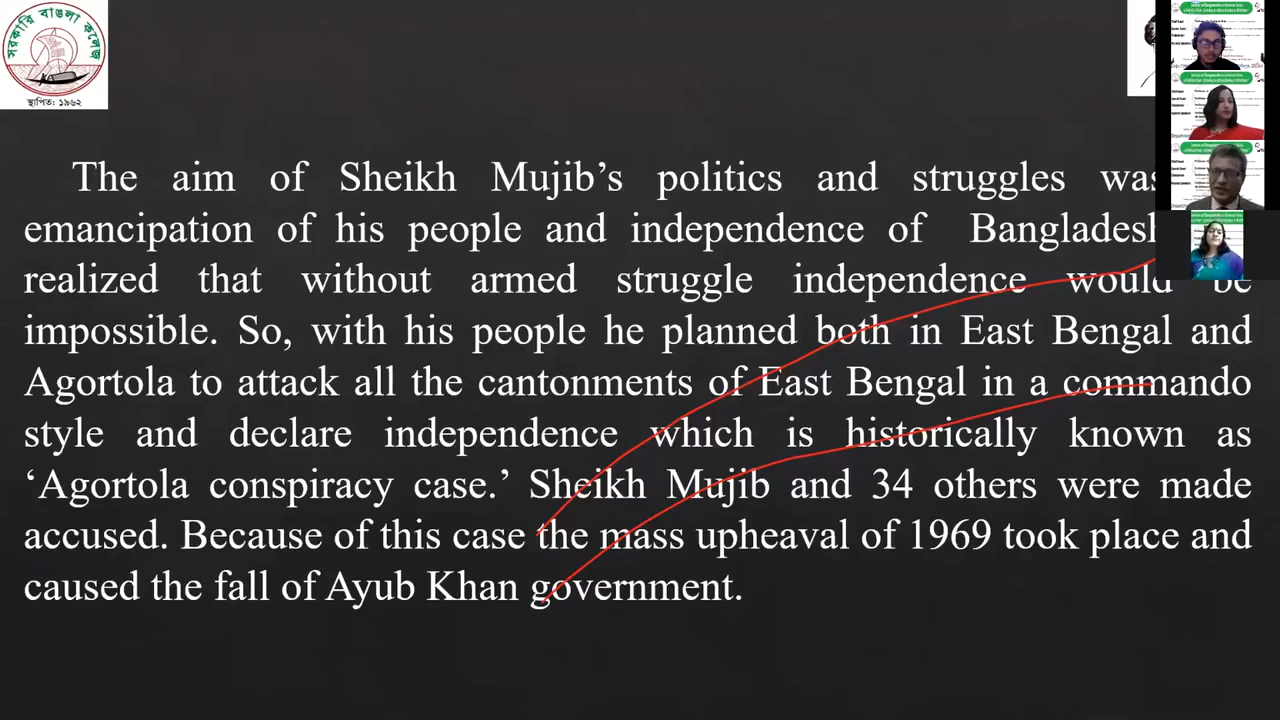 সরকারি বাঙলা কলেজ
স্থাপিত: ১৯৬২
The aim of Sheikh Mujib’s politics and struggles was
emancipation of his people and independence of Bangladesh
realized that without armed struggle independence would be
impossible. So, with his people he planned both in East Bengal and
Agortola to attack all the cantonments of East Bengal in a commando
style and declare independence which is historically known as
‘Agortola conspiracy case.’ Sheikh Mujib and 34 others were made
accused. Because of this case the mass upheaval of 1969 took place and
caused the fall of Ayub Khan government.